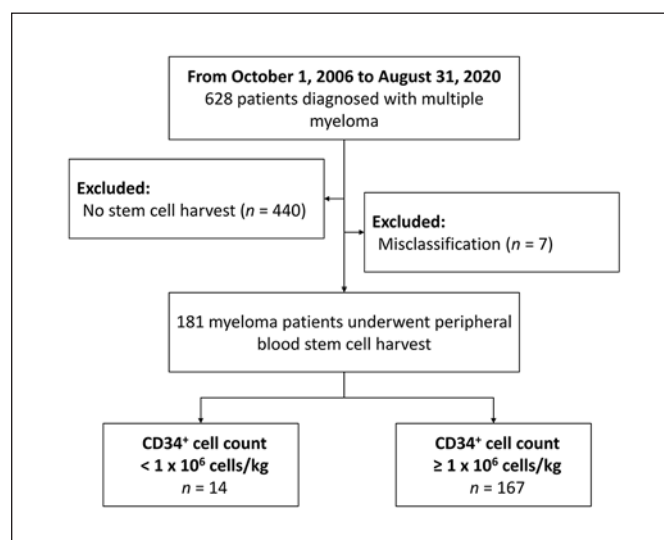 From October 1, 2006 to August 31, 2020
628 patients diagnosed with multiple
myeloma
Excluded:
No stem cell harvest (n = 440)
Excluded:
Misclassification (n = 7)
181 myeloma patients underwent peripheral
blood stem cell harvest
CD34⁺ cell count
< 1 x 10⁶ cells/kg
n = 14
CD34⁺ cell count
≥ 1 x 10⁶ cells/kg
n = 167